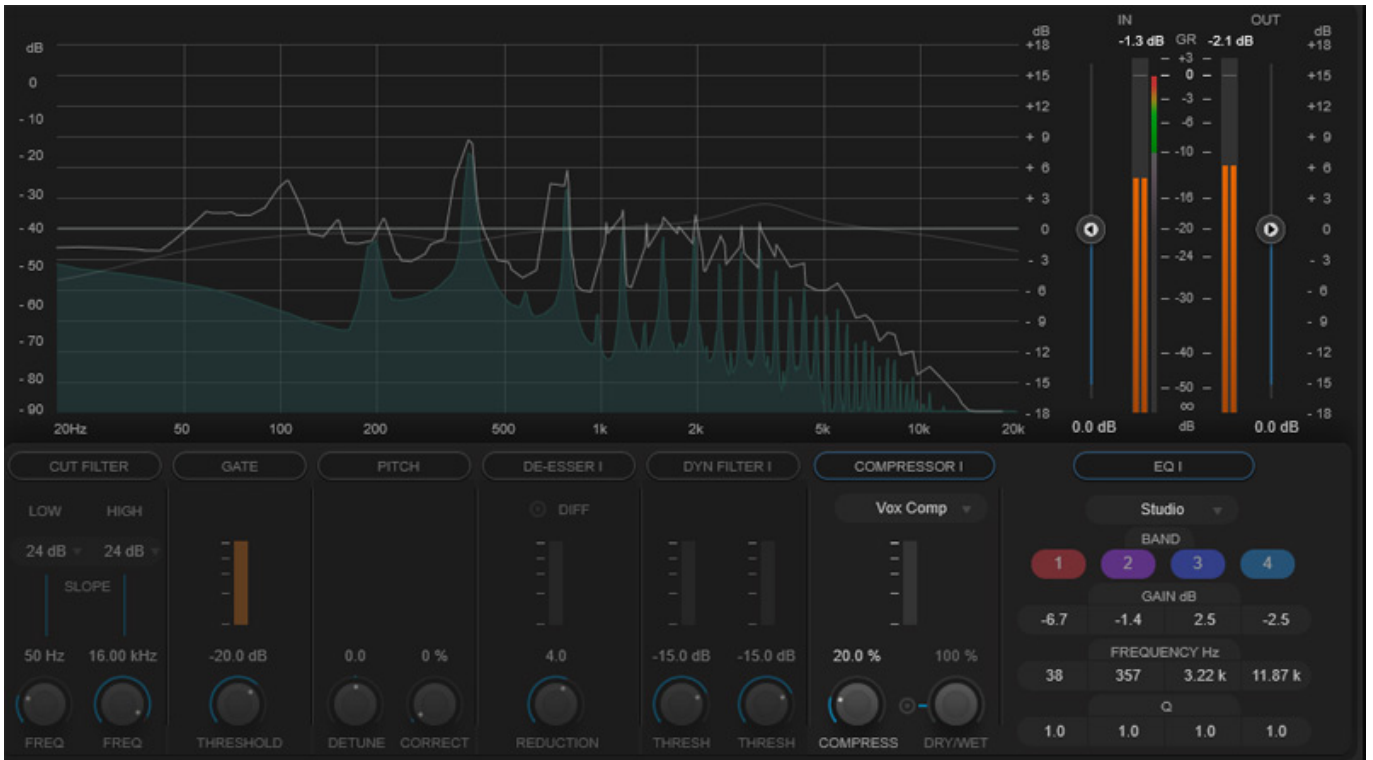 IN OUT
dB -1.3 dB GR -2.1 dB dB
dB +18 +3 +18
0 +15 0 +15
-3
- 10 +12 -6 +12
+ 9 -10 + 9
- 20 + 6 + 6
- 30 + 3 -16 + 3
- 40 0 -20 0
- 50 - 3 -24 - 3
- 60 - 6 -30 - 6
- 70 - 9 - 9
- 12 -40 - 12
- 80 - 15 -50 - 15
- 90 - 18 ∞ - 18
20Hz 50 100 200 500 1k 2k 5k 10k 20k 0.0 dB dB 0.0 dB
CUT FILTER GATE PITCH DE-ESSER I DYN FILTER I COMPRESSOR I EQ I
LOW HIGH DIFF Vox Comp Studio
BAND
24 dB 24 dB 1 2 3 4
SLOPE GAIN dB
-6.7 -1.4 2.5 -2.5
50 Hz 16.00 kHz -20.0 dB 0.0 0 % 4.0 -15.0 dB -15.0 dB 20.0 % 100 % FREQUENCY Hz
38 357 3.22 k 11.87 k
Q
1.0 1.0 1.0 1.0
FREQ FREQ THRESHOLD DETUNE CORRECT REDUCTION THRESH THRESH COMPRESS DRY/WET